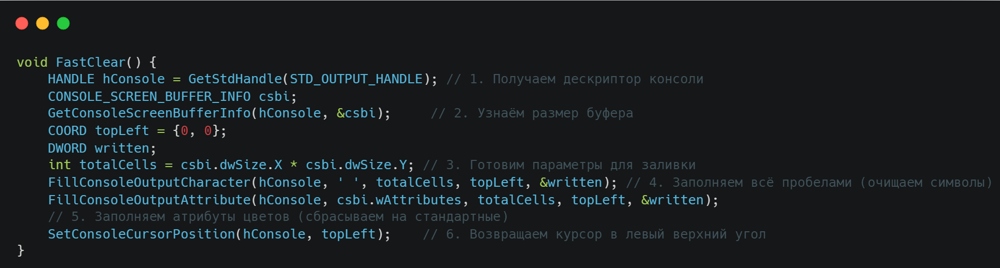 void FastClear() {
    HANDLE hConsole = GetStdHandle(STD_OUTPUT_HANDLE); // 1. Получаем дескриптор консоли
    CONSOLE_SCREEN_BUFFER_INFO csbi;
    GetConsoleScreenBufferInfo(hConsole, &csbi);     // 2. Узнаём размер буфера
    COORD topLeft = {0, 0};
    DWORD written;
    int totalCells = csbi.dwSize.X * csbi.dwSize.Y; // 3. Готовим параметры для заливки
    FillConsoleOutputCharacter(hConsole, ' ', totalCells, topLeft, &written); // 4. Заполняем всё пробелами (очищаем символы)
    FillConsoleOutputAttribute(hConsole, csbi.wAttributes, totalCells, topLeft, &written);
    // 5. Заполняем атрибуты цветов (сбрасываем на стандартные)
    SetConsoleCursorPosition(hConsole, topLeft);    // 6. Возвращаем курсор в левый верхний угол
}